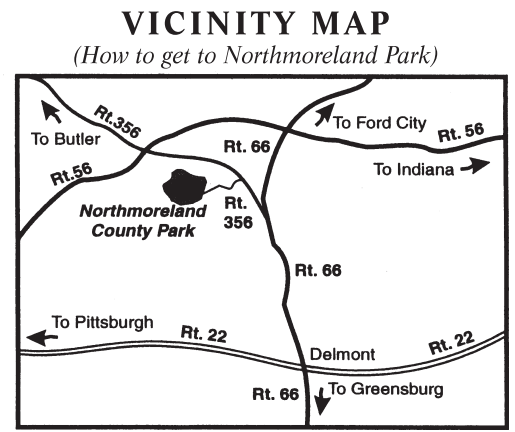 VICINITY MAP
(How to get to Northmoreland Park)
To Butler
Rt.356
Rt. 66
To Ford City
Rt. 56
To Indiana
Rt.56
Northmoreland
County Park
Rt.
356
Rt. 66
To Pittsburgh
Rt. 22
Delmont
Rt. 22
Rt. 66
To Greensburg